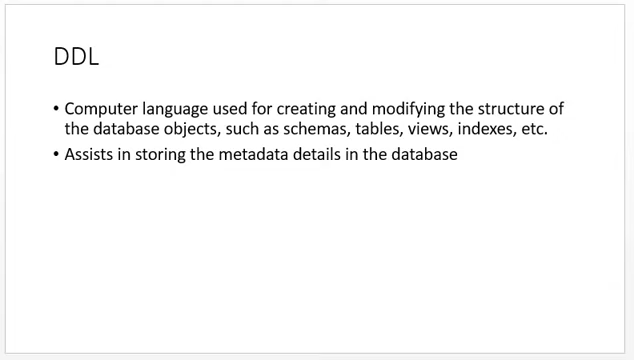 DDL
• Computer language used for creating and modifying the structure of
the database objects, such as schemas, tables, views, indexes, etc.
• Assists in storing the metadata details in the database